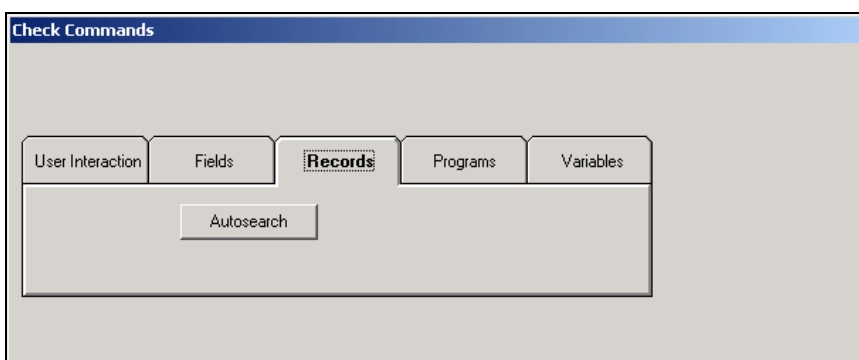 Check Commands
User Interaction Fields Records Programs Variables
Autosearch